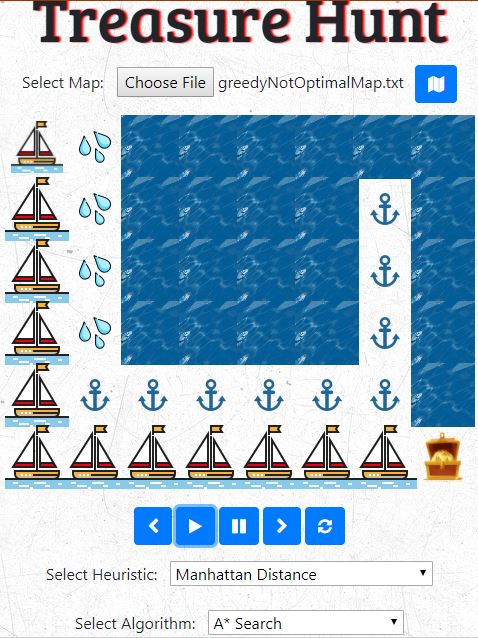 Treasure Hunt
Select Map: Choose File greedyNotOptimalMap.txt
Select Heuristic: Manhattan Distance
Select Algorithm: A* Search